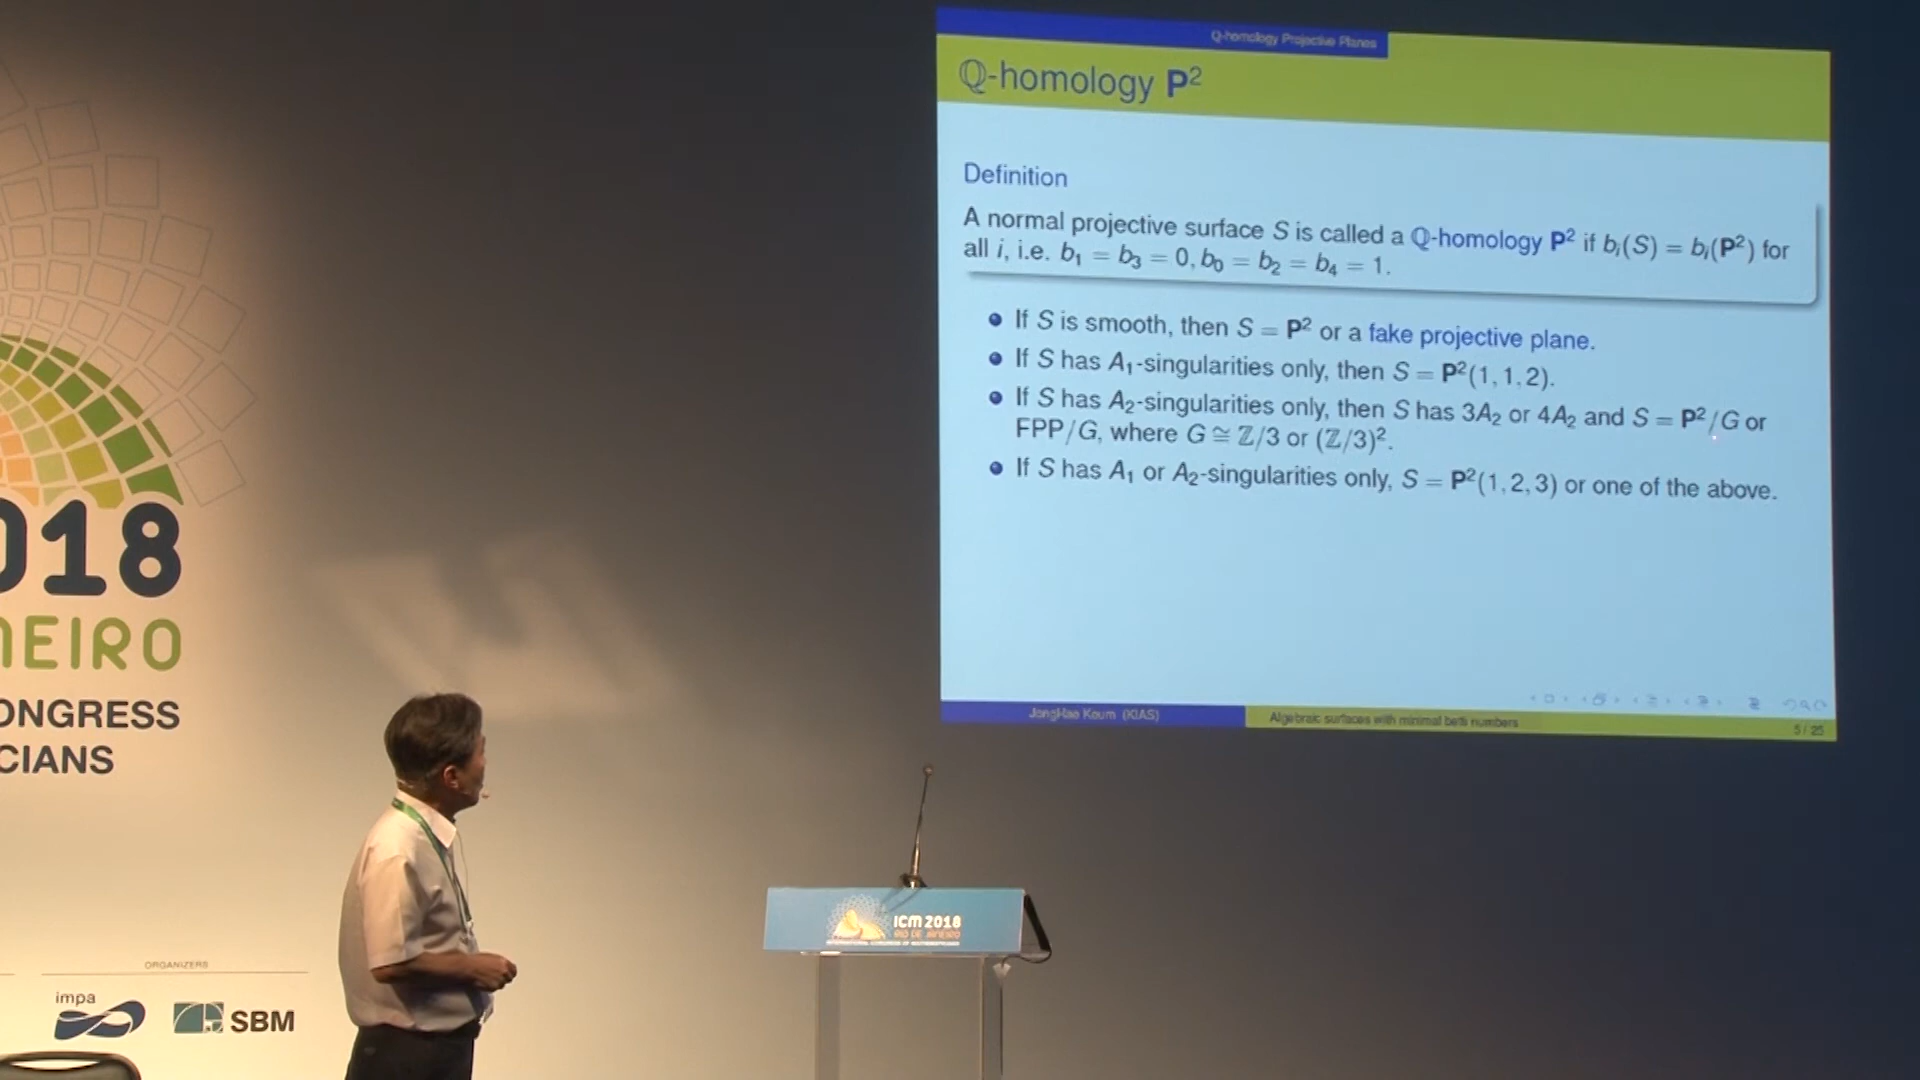 Q-homology Projective Planes
ℚ-homology P²
Definition
A normal projective surface S is called a ℚ-homology P² if bᵢ(S) = bᵢ(P²) for
all i, i.e. b₁ = b₃ = 0, b₀ = b₂ = b₄ = 1.
If S is smooth, then S = P² or a fake projective plane.
If S has A₁-singularities only, then S = P²(1, 1, 2).
If S has A₂-singularities only, then S has 3A₂ or 4A₂ and S = P²/G or
FPP/G, where G ≅ ℤ/3 or (ℤ/3)².
If S has A₁ or A₂-singularities only, S = P²(1, 2, 3) or one of the above.
JongHae Keum (KIAS)
Algebraic surfaces with minimal betti numbers
5 / 25
018
NEIRO
ONGRESS
CIANS
ORGANIZERS
impa
SBM
ICM 2018
RIO DE JANEIRO
INTERNATIONAL CONGRESS OF MATHEMATICIANS